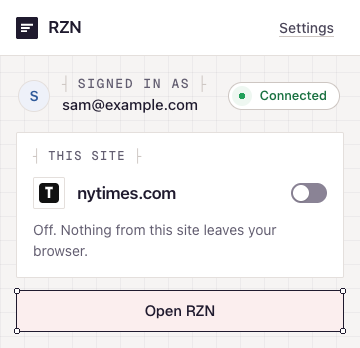 RZN
Settings
S
SIGNED IN AS
sam@example.com
Connected
THIS SITE
T
nytimes.com
Off. Nothing from this site leaves your
browser.
Open RZN